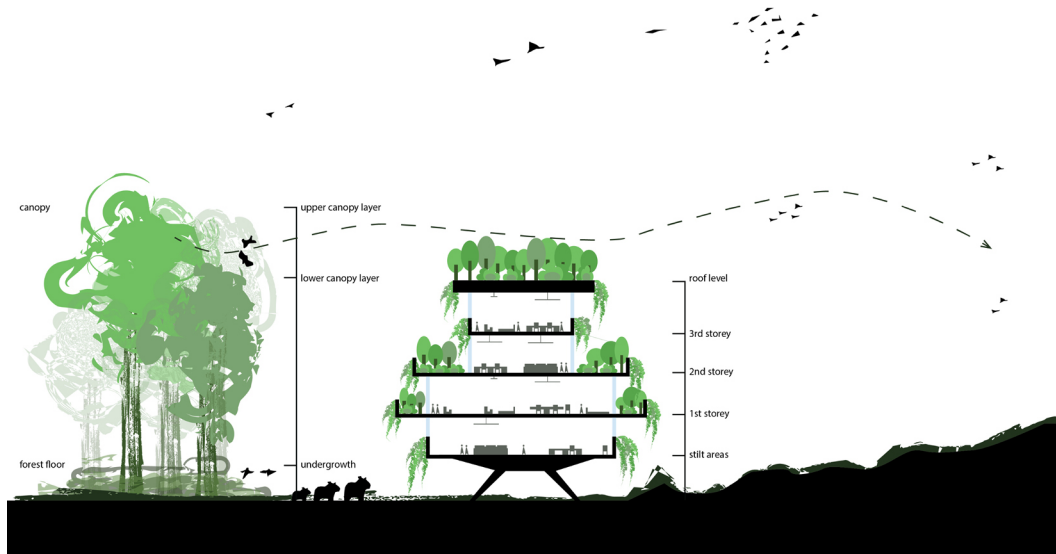 canopy
upper canopy layer
lower canopy layer
roof level
3rd storey
2nd storey
1st storey
stilt areas
forest floor
undergrowth